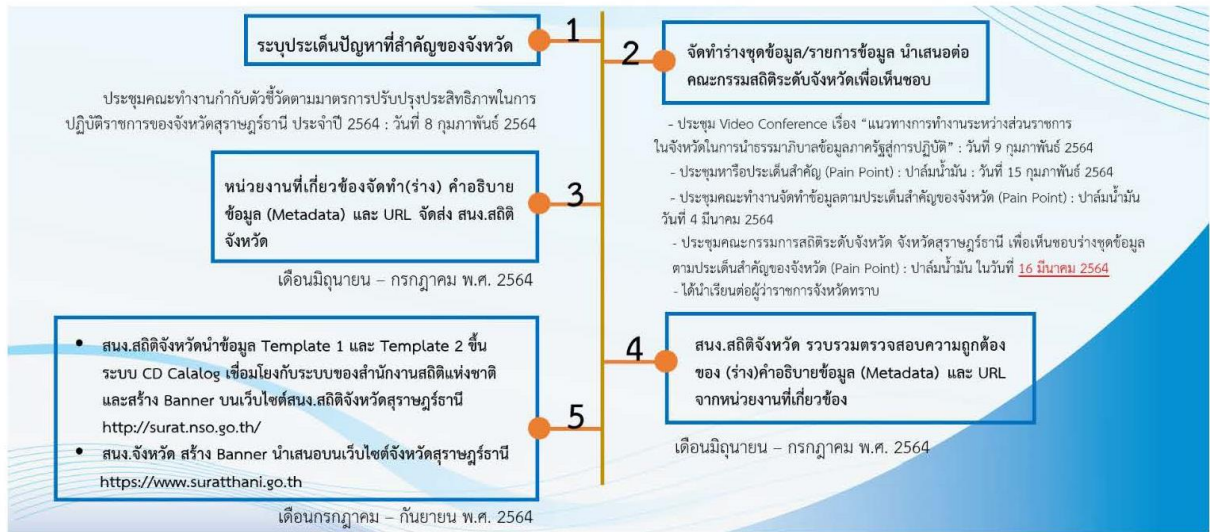 1
ระบุประเด็นปัญหาที่สำคัญของจังหวัด
ประชุมคณะทำงานกำกับตัวชี้วัดตามมาตรการปรับปรุงประสิทธิภาพในการ
ปฏิบัติราชการของจังหวัดสุราษฎร์ธานี ประจำปี 2564 : วันที่ 8 กุมภาพันธ์ 2564
2
จัดทำร่างชุดข้อมูล/รายการข้อมูล นำเสนอต่อ
คณะกรรมสถิติระดับจังหวัดเพื่อเห็นชอบ
- ประชุม Video Conference เรื่อง "แนวทางการทำงานระหว่างส่วนราชการ
ในจังหวัดในการนำธรรมาภิบาลข้อมูลภาครัฐสู่การปฏิบัติ" : วันที่ 9 กุมภาพันธ์ 2564
- ประชุมหารือประเด็นสำคัญ (Pain Point) : ปาล์มน้ำมัน : วันที่ 15 กุมภาพันธ์ 2564
- ประชุมคณะทำงานจัดทำข้อมูลตามประเด็นสำคัญของจังหวัด (Pain Point) : ปาล์มน้ำมัน
วันที่ 4 มีนาคม 2564
- ประชุมคณะกรรมการสถิติระดับจังหวัด จังหวัดสุราษฎร์ธานี เพื่อเห็นชอบร่างชุดข้อมูล
ตามประเด็นสำคัญของจังหวัด (Pain Point) : ปาล์มน้ำมัน ในวันที่ 16 มีนาคม 2564
- ได้นำเรียนต่อผู้ว่าราชการจังหวัดทราบ
3
หน่วยงานที่เกี่ยวข้องจัดทำ(ร่าง) คำอธิบาย
ข้อมูล (Metadata) และ URL จัดส่ง สนง.สถิติ
จังหวัด
เดือนมิถุนายน – กรกฎาคม พ.ศ. 2564
4
สนง.สถิติจังหวัด รวบรวมตรวจสอบความถูกต้อง
ของ (ร่าง)คำอธิบายข้อมูล (Metadata) และ URL
จากหน่วยงานที่เกี่ยวข้อง
เดือนมิถุนายน – กรกฎาคม พ.ศ. 2564
5
• สนง.สถิติจังหวัดนำข้อมูล Template 1 และ Template 2 ขึ้น
ระบบ CD Calalog เชื่อมโยงกับระบบของสำนักงานสถิติแห่งชาติ
และสร้าง Banner บนเว็บไซต์สนง.สถิติจังหวัดสุราษฎร์ธานี
http://surat.nso.go.th/
• สนง.จังหวัด สร้าง Banner นำเสนอบนเว็บไซต์จังหวัดสุราษฎร์ธานี
https://www.suratthani.go.th
เดือนกรกฎาคม – กันยายน พ.ศ. 2564